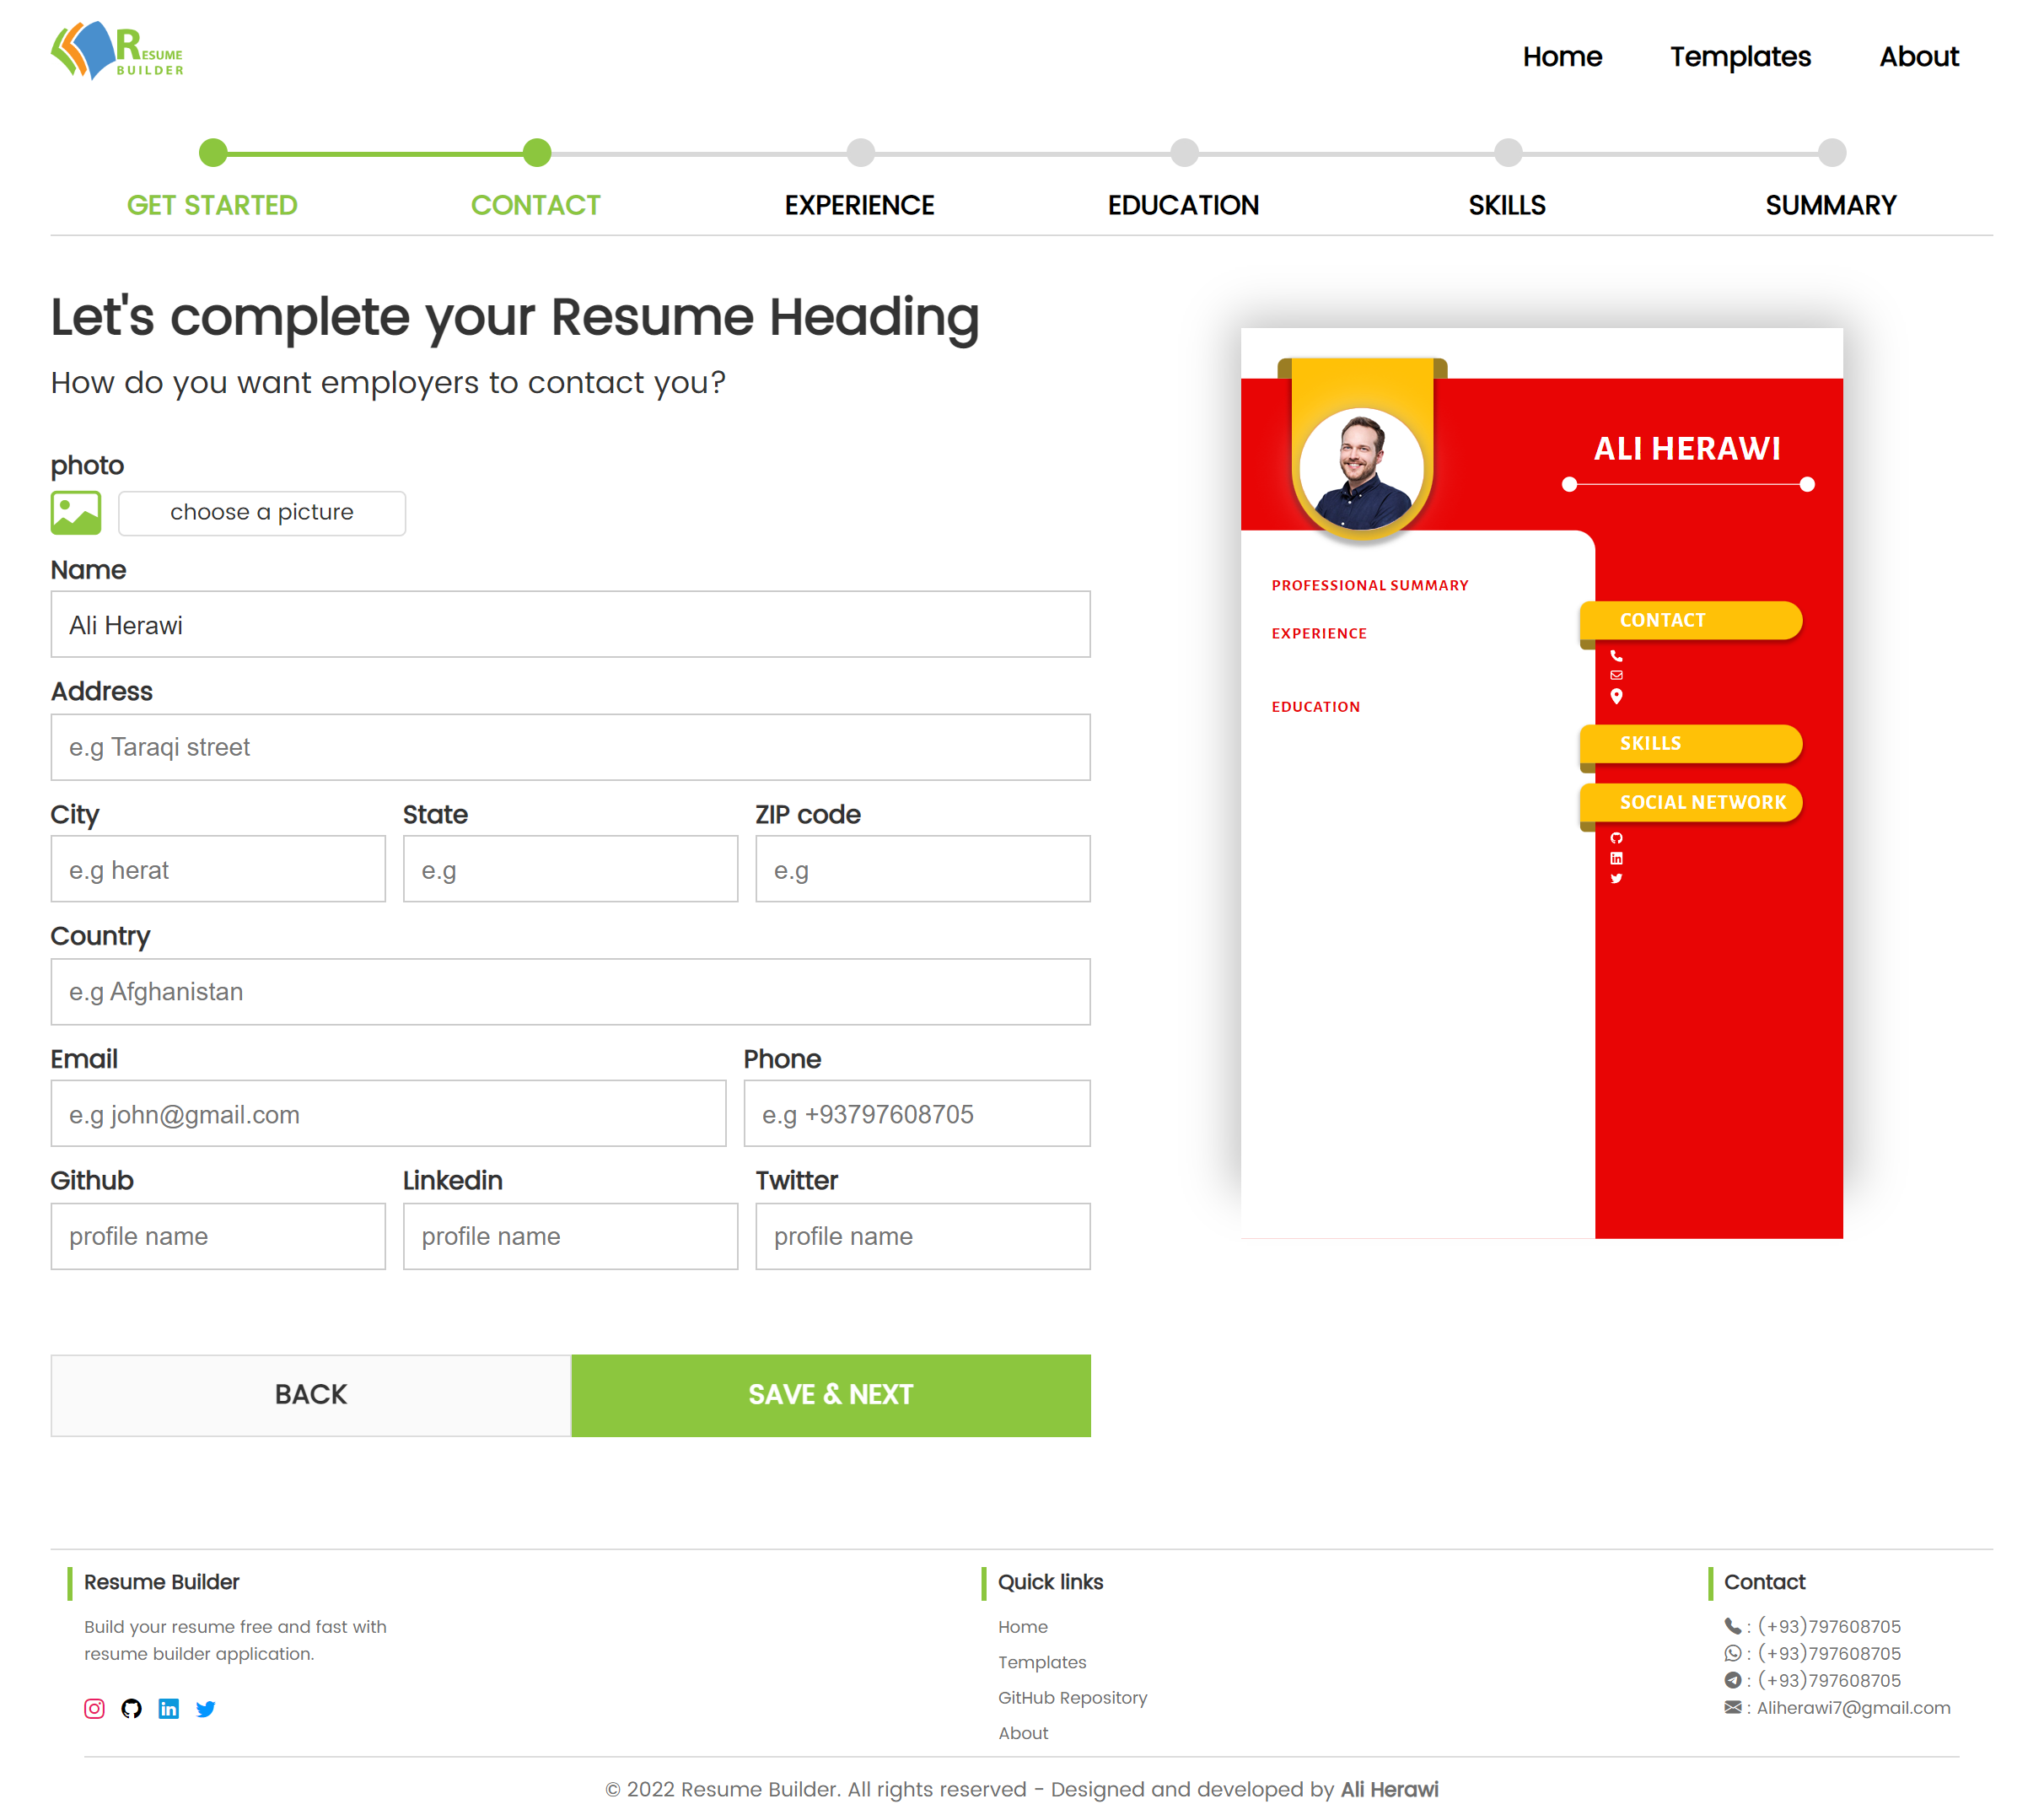 RESUME
BUILDER
Home Templates About
GET STARTED CONTACT EXPERIENCE EDUCATION SKILLS SUMMARY
Let's complete your Resume Heading
How do you want employers to contact you?
photo
choose a picture
Name
Ali Herawi
Address
e.g Taraqi street
City State ZIP code
e.g herat e.g e.g
Country
e.g Afghanistan
Email Phone
e.g john@gmail.com e.g +93797608705
Github Linkedin Twitter
profile name profile name profile name
BACK SAVE & NEXT
ALI HERAWI
PROFESSIONAL SUMMARY
EXPERIENCE
EDUCATION
CONTACT
SKILLS
SOCIAL NETWORK
Resume Builder
Build your resume free and fast with
resume builder application.
Quick links
Home
Templates
GitHub Repository
About
Contact
: (+93)797608705
: (+93)797608705
: (+93)797608705
: Aliherawi7@gmail.com
© 2022 Resume Builder. All rights reserved - Designed and developed by Ali Herawi